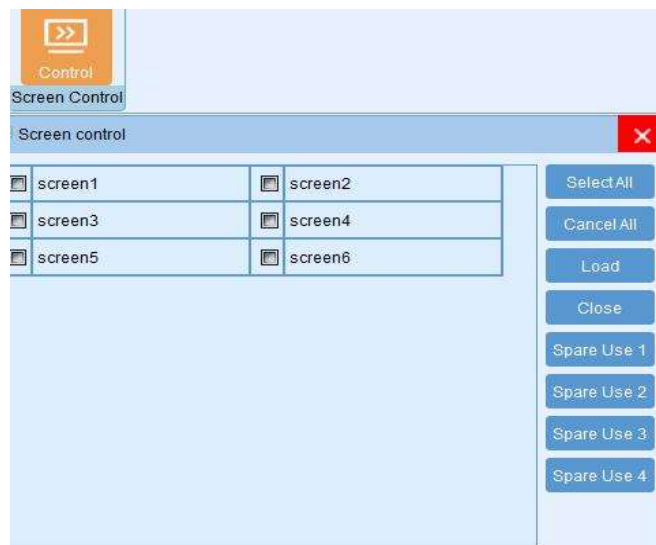 Control
Screen Control
Screen control
screen1
screen2
Select All
screen3
screen4
Cancel All
screen5
screen6
Load
Close
Spare Use 1
Spare Use 2
Spare Use 3
Spare Use 4